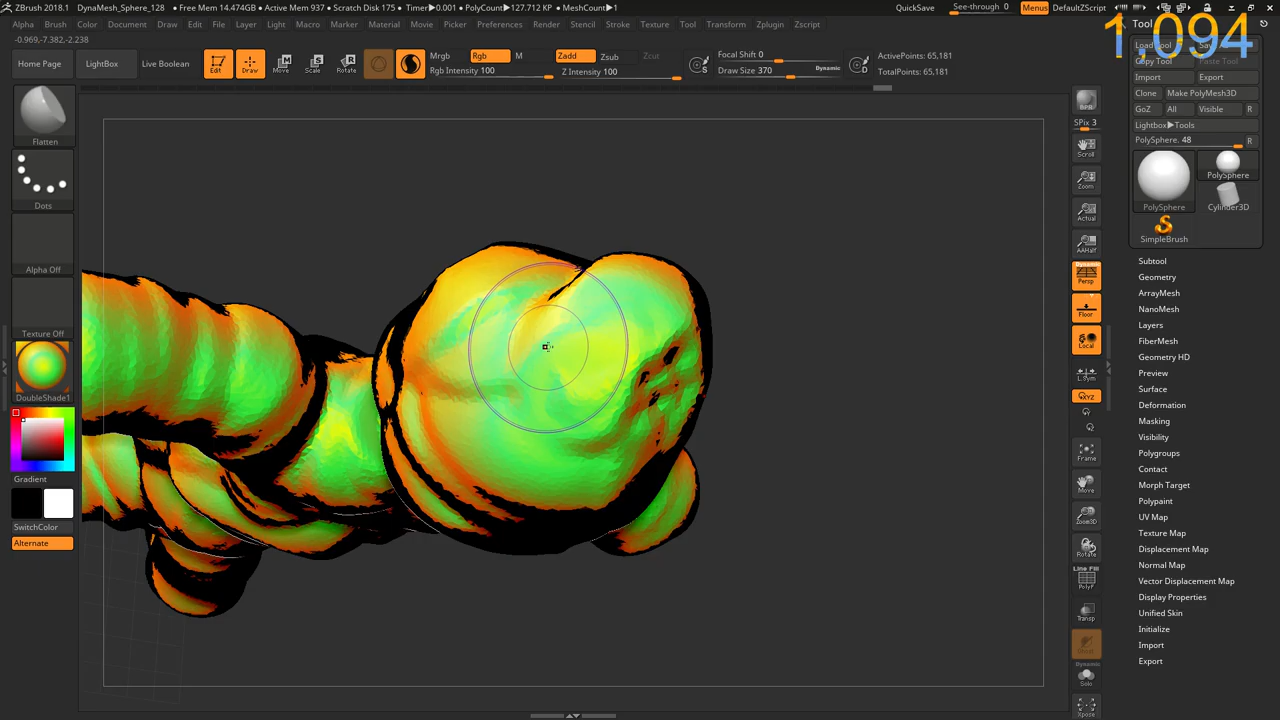 ZBrush 2018.1 DynaMesh_Sphere_128 • Free Mem 14.474GB • Active Mem 937 • Scratch Disk 175 • Timer▶0.001 • PolyCount▶127.712 KP • MeshCount▶1 QuickSave See-through 0 Menus DefaultZScript
Alpha Brush Color Document Draw Edit File Layer Light Macro Marker Material Movie Picker Preferences Render Stencil Stroke Texture Tool Transform Zplugin Zscript
-0.969,-7.382,-2.238
1,094
Home Page LightBox Live Boolean Edit Draw Move Scale Rotate
Mrgb Rgb M Zadd Zsub Zcut
Rgb Intensity 100 Z Intensity 100
Focal Shift 0
Draw Size 370 Dynamic
S
D
ActivePoints: 65,181
TotalPoints: 65,181
Flatten
Dots
Alpha Off
Texture Off
DoubleShade1
Gradient
SwitchColor
Alternate
BPR
SPix 3
Scroll
Zoom
Actual
AAHalf
Dynamic
Persp
Floor
Local
L.Sym
XYZ
Frame
Move
Zoom3D
Rotate
Line Fill
PolyF
Transp
Dynamic
Solo
Xpose
Tool
Load Tool
Copy Tool Paste Tool
Import Export
Clone Make PolyMesh3D
GoZ All Visible R
Lightbox▶Tools
PolySphere. 48 R
PolySphere PolySphere
Cylinder3D
SimpleBrush
Subtool
Geometry
ArrayMesh
NanoMesh
Layers
FiberMesh
Geometry HD
Preview
Surface
Deformation
Masking
Visibility
Polygroups
Contact
Morph Target
Polypaint
UV Map
Texture Map
Displacement Map
Normal Map
Vector Displacement Map
Display Properties
Unified Skin
Initialize
Import
Export